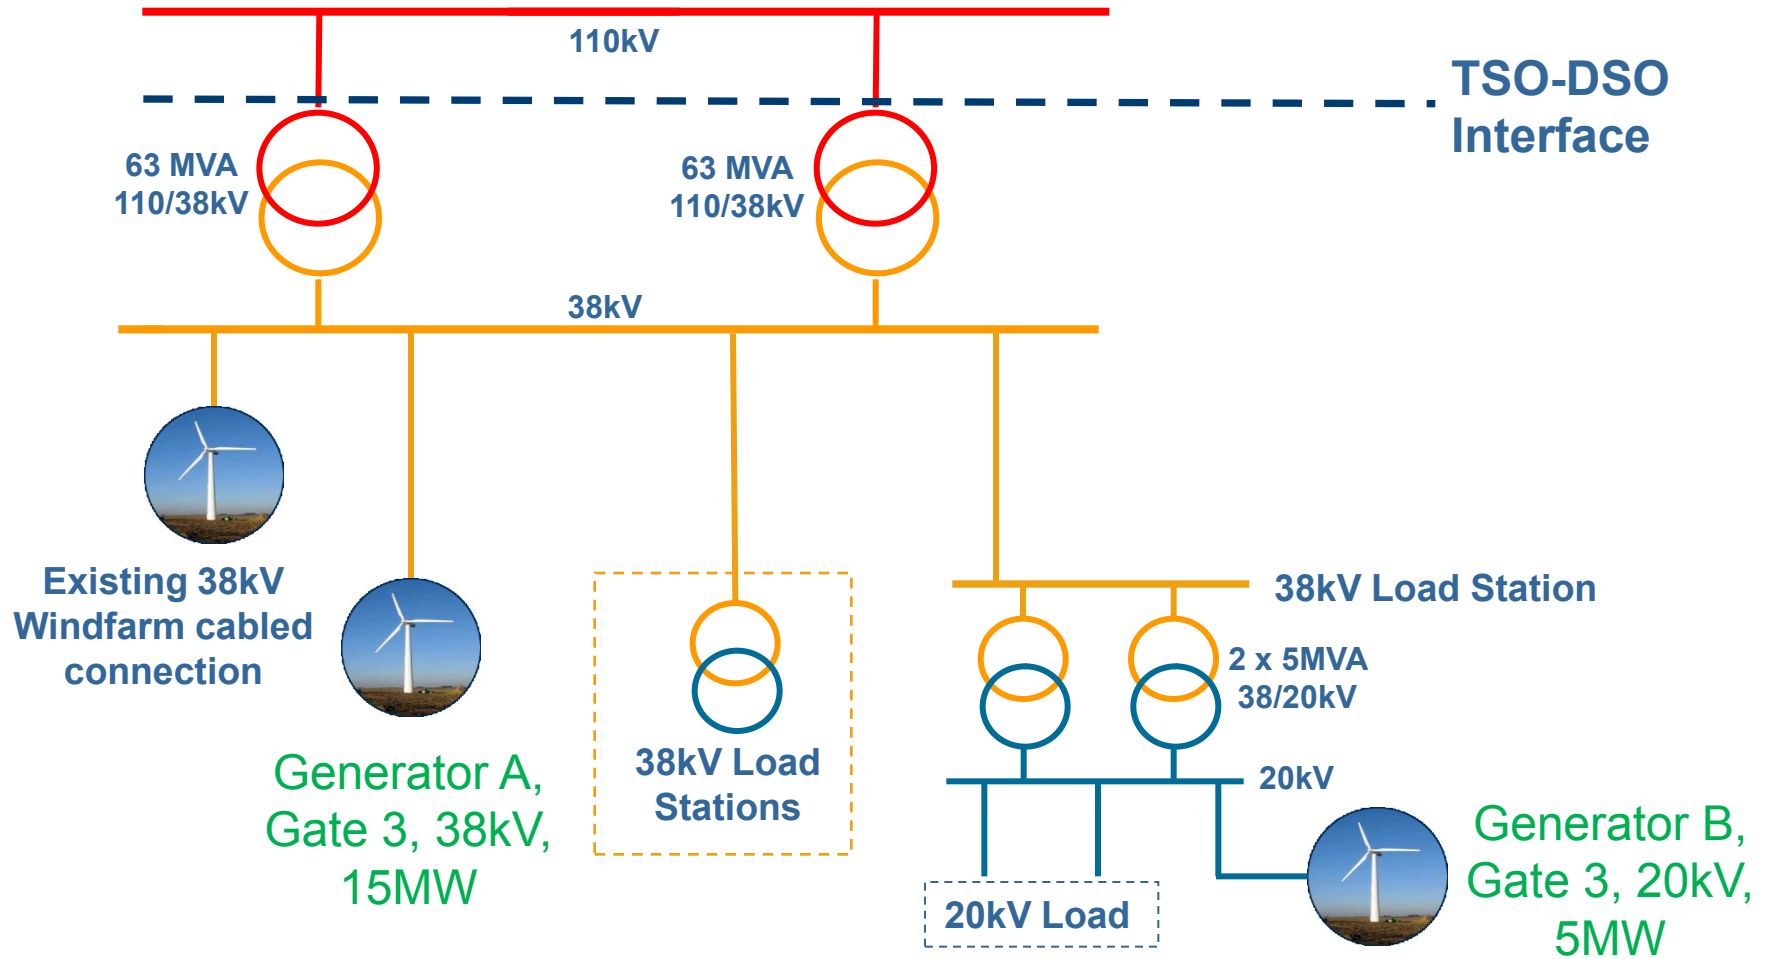 110kV
TSO-DSO
Interface
63 MVA
110/38kV
63 MVA
110/38kV
38kV
Existing 38kV
Windfarm cabled
connection
38kV Load Station
2 x 5MVA
38/20kV
Generator A,
Gate 3, 38kV,
15MW
38kV Load
Stations
20kV
20kV Load
Generator B,
Gate 3, 20kV,
5MW